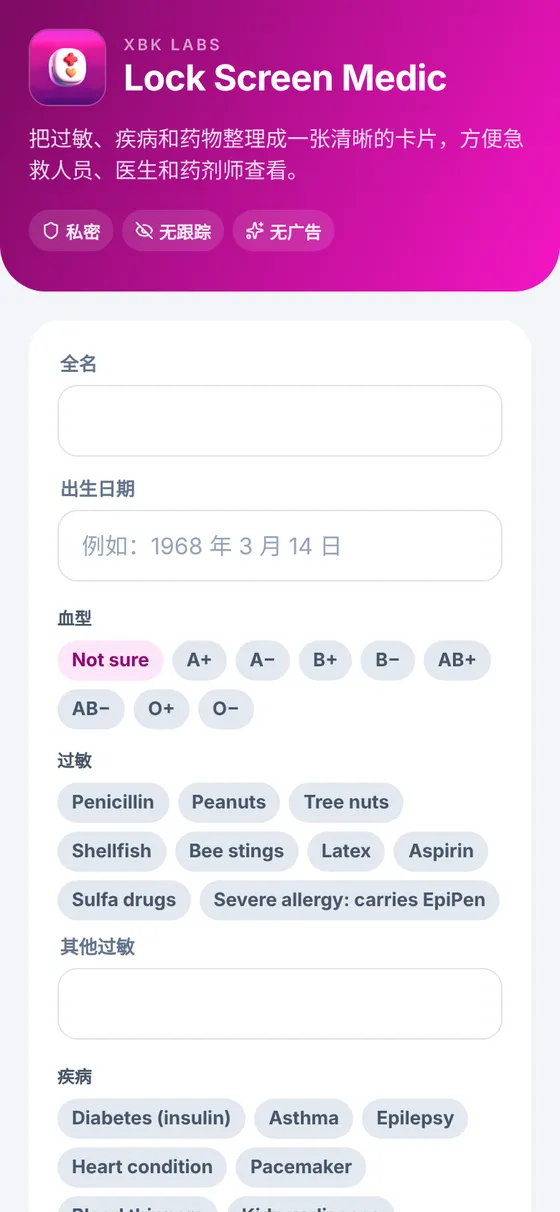 XBK LABS
Lock Screen Medic
把过敏、疾病和药物整理成一张清晰的卡片，方便急
救人员、医生和药剂师查看。
私密 无跟踪 无广告
全名
出生日期
例如：1968 年 3 月 14 日
血型
Not sure A+ A− B+ B− AB+
AB− O+ O−
过敏
Penicillin Peanuts Tree nuts
Shellfish Bee stings Latex Aspirin
Sulfa drugs Severe allergy: carries EpiPen
其他过敏
疾病
Diabetes (insulin) Asthma Epilepsy
Heart condition Pacemaker